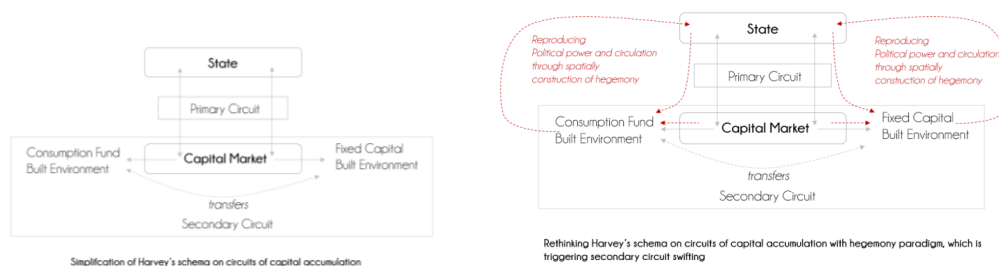 State
Primary Circuit
Consumption Fund
Built Environment
Capital Market
Fixed Capital
Built Environment
transfers
Secondary Circuit
Simplifcation of Harvey's schema on circuits of capital accumulation
Reproducing
Political power and circulation
through spatially
construction of hegemony
State
Reproducing
Political power and circulation
through spatially
construction of hegemony
Primary Circuit
Consumption Fund
Built Environment
Capital Market
Fixed Capital
Built Environment
transfers
Secondary Circuit
Rethinking Harvey's schema on circuits of capital accumulation with hegemony paradigm, which is
triggering secondary circuit swifting